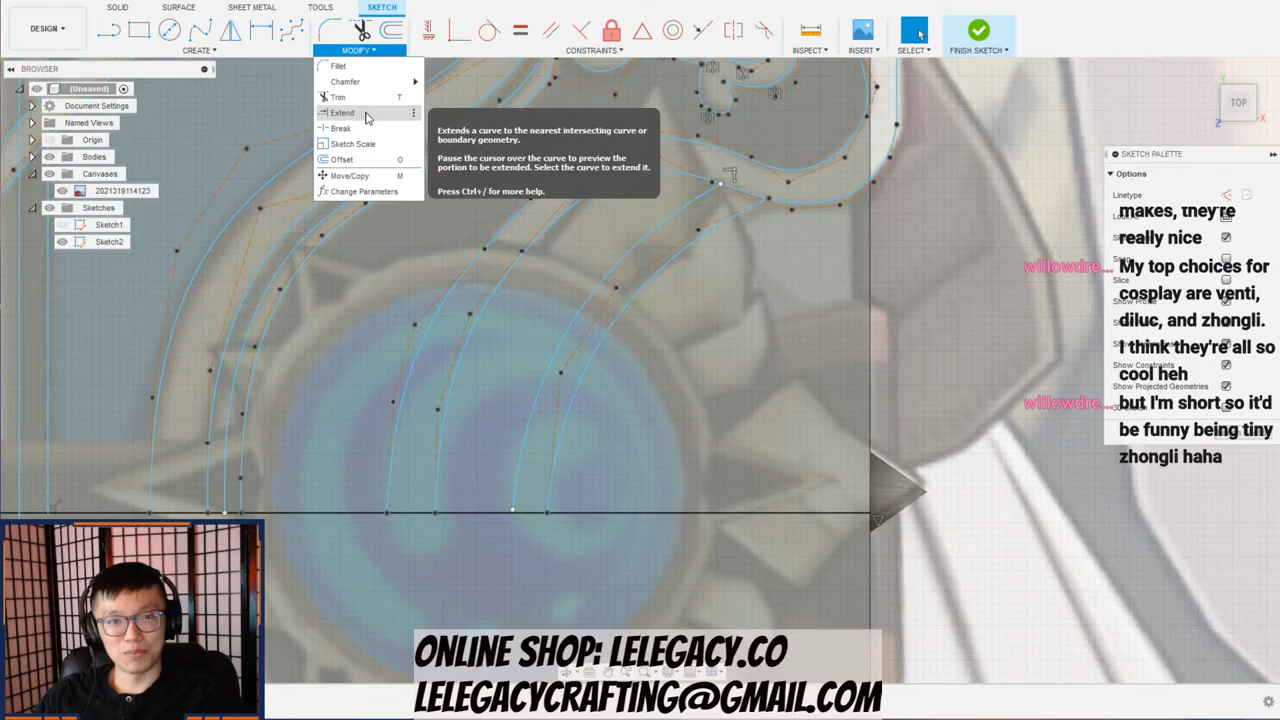 SOLID
SURFACE
SHEET METAL
TOOLS
SKETCH
DESIGN ▾
CREATE ▾
MODIFY ▾
CONSTRAINTS ▾
INSPECT ▾
INSERT ▾
SELECT ▾
FINISH SKETCH ▾
BROWSER
(Unsaved)
Document Settings
Named Views
Origin
Bodies
Canvases
2021319114123
Sketches
Sketch1
Sketch2
Fillet
Chamfer
Trim T
Extend
Break
Sketch Scale
Offset O
Move/Copy M
Change Parameters
Extends a curve to the nearest intersecting curve or
boundary geometry.
Pause the cursor over the curve to preview the
portion to be extended. Select the curve to extend it.
Press Ctrl+/ for more help.
Y
TOP
X
Z
SKETCH PALETTE
Options
Linetype
Slice
Show Constraints
Show Projected Geometries
makes, they're
really nice
willowdre... My top choices for
cosplay are venti,
diluc, and zhongli.
I think they're all so
cool heh
willowdre... but I'm short so it'd
be funny being tiny
zhongli haha
ONLINE SHOP: LELEGACY.CO
LELEGACYCRAFTING@GMAIL.COM